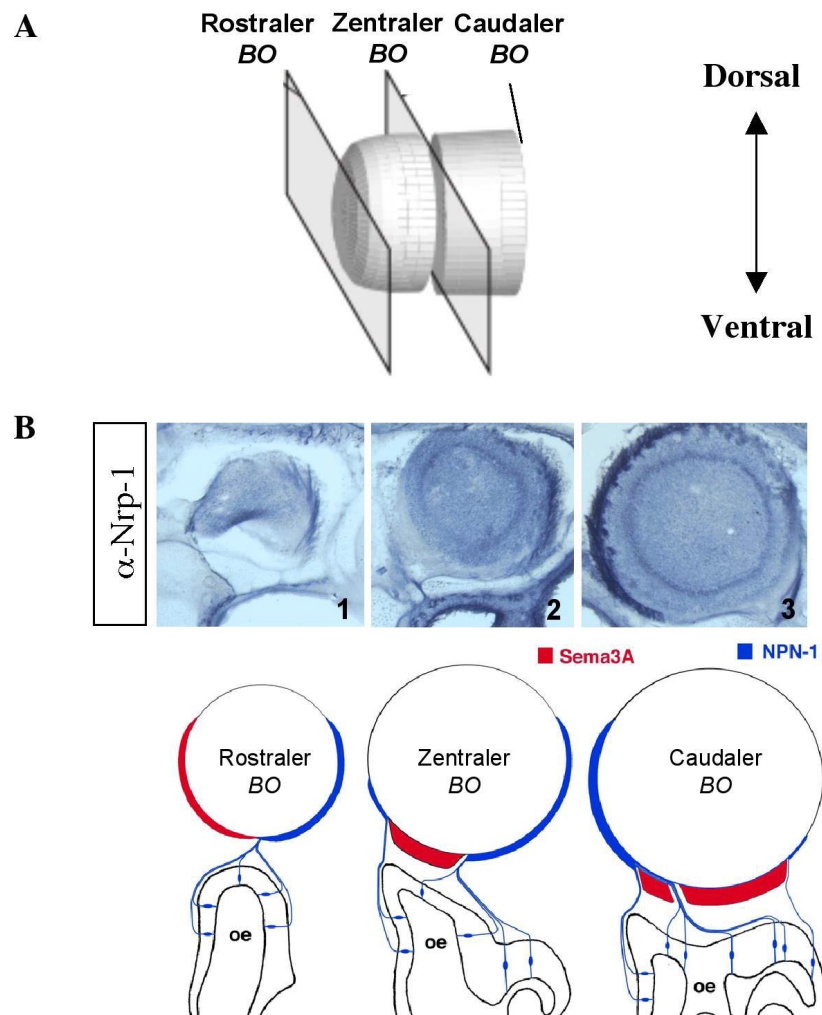 A
Rostraler
BO
Zentraler
BO
Caudaler
BO
Dorsal
Ventral
B
α-Nrp-1
1
2
3
Sema3A
NPN-1
Rostraler
BO
Zentraler
BO
Caudaler
BO
oe
oe
oe